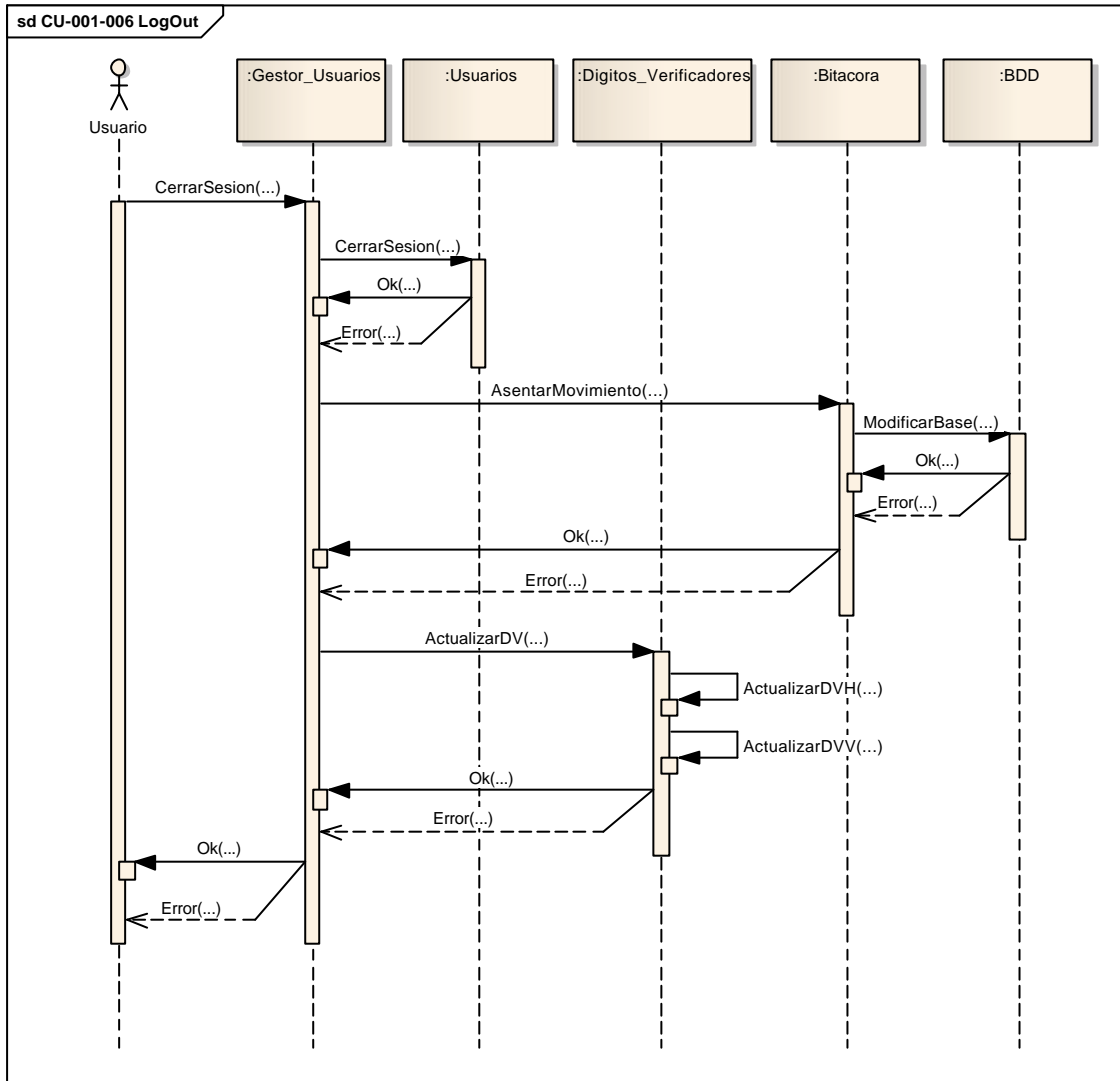 sd CU-001-006 LogOut
Usuario
:Gestor_Usuarios
:Usuarios
:Digitos_Verificadores
:Bitacora
:BDD
CerrarSesion(...)
CerrarSesion(...)
Ok(...)
Error(...)
AsentarMovimiento(...)
ModificarBase(...)
Ok(...)
Error(...)
Ok(...)
Error(...)
ActualizarDV(...)
ActualizarDVH(...)
ActualizarDVV(...)
Ok(...)
Error(...)
Ok(...)
Error(...)